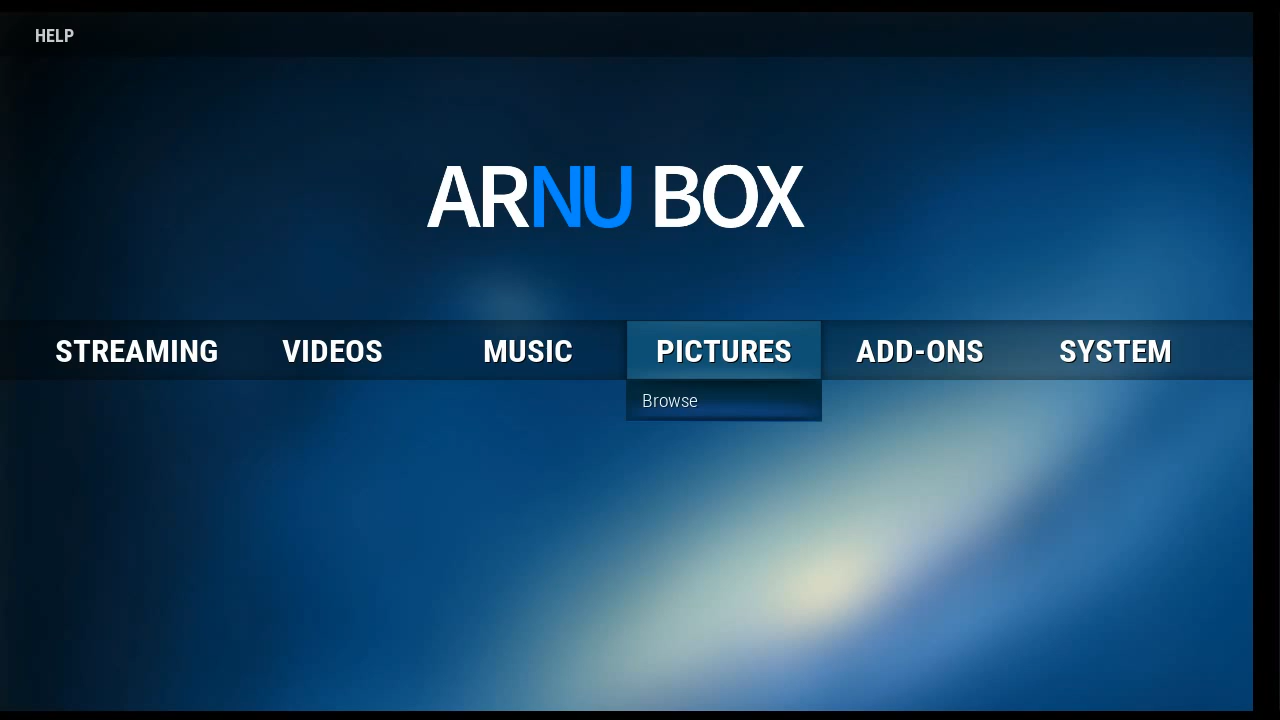 HELP
ARNU BOX
STREAMING VIDEOS MUSIC PICTURES ADD-ONS SYSTEM
Browse